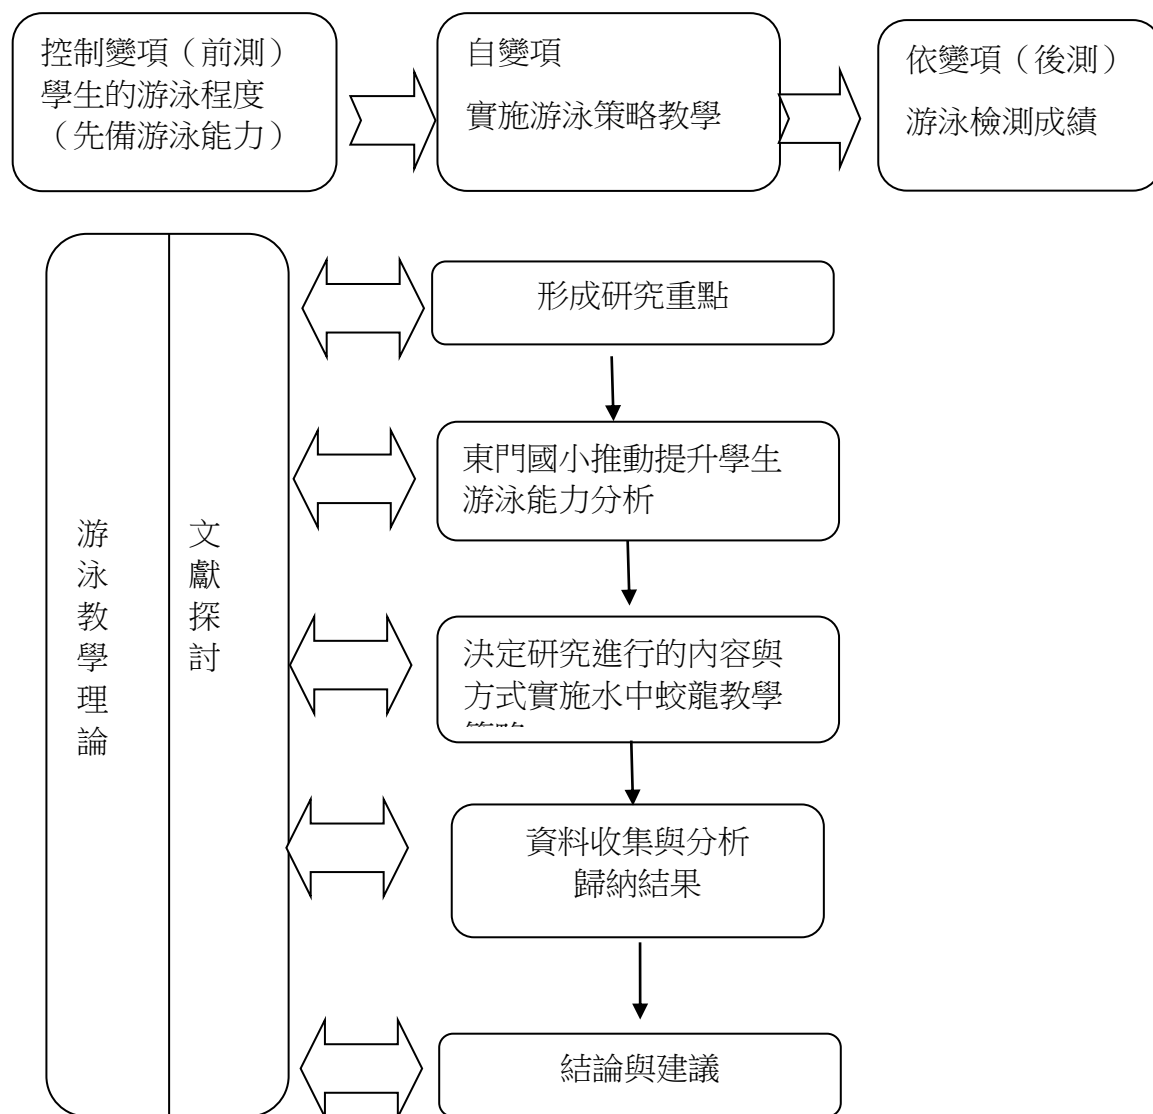 控制變項（前測）
學生的游泳程度
（先備游泳能力）
自變項
實施游泳策略教學
依變項（後測）
游泳檢測成績
游泳教學理論
文獻探討
形成研究重點
東門國小推動提升學生
游泳能力分析
決定研究進行的內容與
方式實施水中蛟龍教學
資料收集與分析
歸納結果
結論與建議